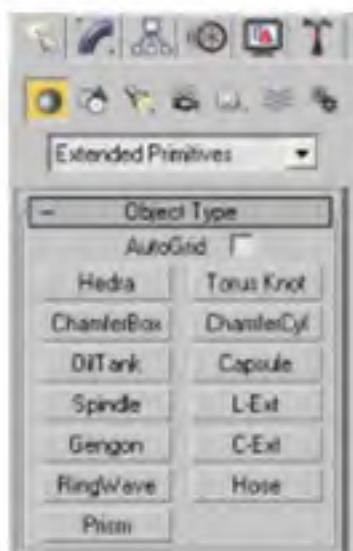 Extended Primitives
- Object Type
AutoGrid
Hedra Torus Knot
ChamferBox ChamferCyl
OilTank Capsule
Spindle L-Ext
Gengon C-Ext
RingWave Hose
Prism